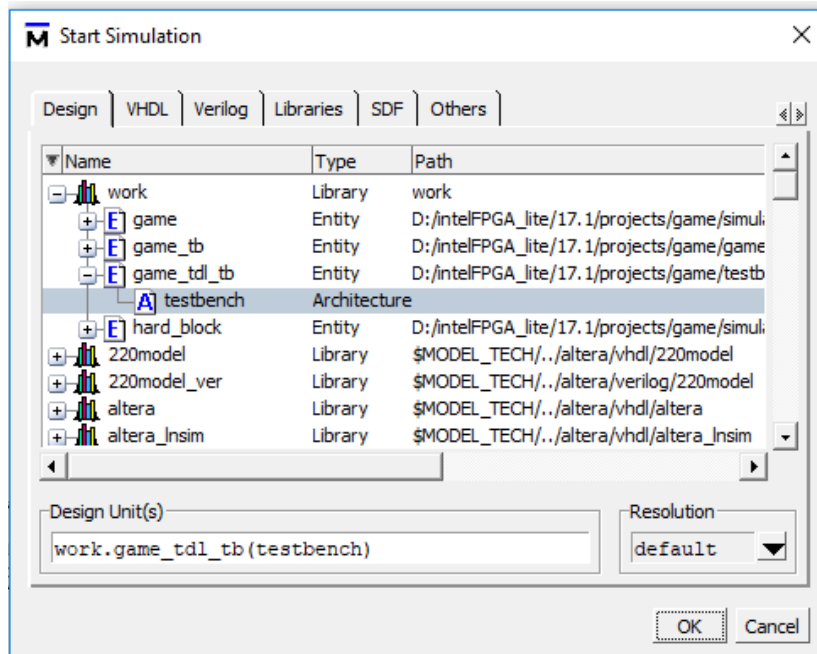 M Start Simulation
Design VHDL Verilog Libraries SDF Others
Name Type Path
work Library work
E game Entity D:/intelFPGA_lite/17.1/projects/game/simula
E game_tb Entity D:/intelFPGA_lite/17.1/projects/game/game
E game_tdl_tb Entity D:/intelFPGA_lite/17.1/projects/game/testb
A testbench Architecture
E hard_block Entity D:/intelFPGA_lite/17.1/projects/game/simula
220model Library $MODEL_TECH/../altera/vhdl/220model
220model_ver Library $MODEL_TECH/../altera/verilog/220model
altera Library $MODEL_TECH/../altera/vhdl/altera
altera_lnsim Library $MODEL_TECH/../altera/vhdl/altera_lnsim
Design Unit(s) Resolution
work.game_tdl_tb(testbench) default
OK Cancel